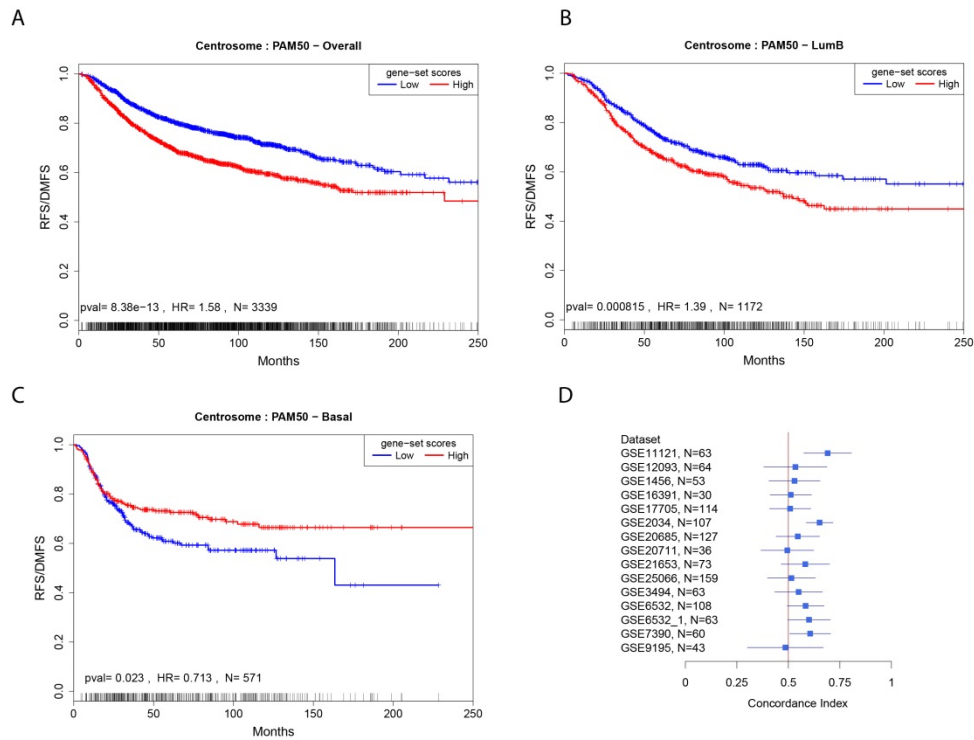 A
Centrosome : PAM50 − Overall
gene−set scores
Low High
RFS/DMFS
1.0
0.8
0.6
0.4
0.2
0.0
pval= 8.38e−13 , HR= 1.58 , N= 3339
0 50 100 150 200 250
Months
B
Centrosome : PAM50 − LumB
gene−set scores
Low High
RFS/DMFS
1.0
0.8
0.6
0.4
0.2
0.0
pval= 0.000815 , HR= 1.39 , N= 1172
0 50 100 150 200 250
Months
C
Centrosome : PAM50 − Basal
gene−set scores
Low High
RFS/DMFS
1.0
0.8
0.6
0.4
0.2
0.0
pval= 0.023 , HR= 0.713 , N= 571
0 50 100 150 200 250
Months
D
Dataset
GSE11121, N=63
GSE12093, N=64
GSE1456, N=53
GSE16391, N=30
GSE17705, N=114
GSE2034, N=107
GSE20685, N=127
GSE20711, N=36
GSE21653, N=73
GSE25066, N=159
GSE3494, N=63
GSE6532, N=108
GSE6532_1, N=63
GSE7390, N=60
GSE9195, N=43
0 0.25 0.5 0.75 1
Concordance Index